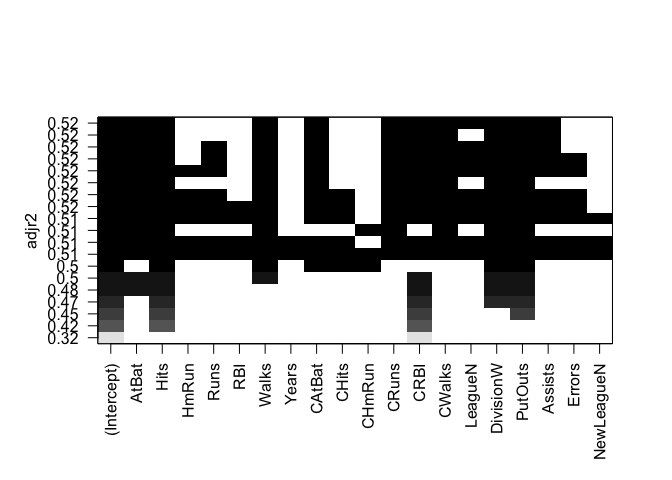 0.52
0.52
0.52
0.52
0.52
0.52
0.52
0.52
0.51
0.51
0.51
0.51
0.5
0.5
0.48
0.47
0.45
0.42
0.32
adjr2
(Intercept)
AtBat
Hits
HmRun
Runs
RBI
Walks
Years
CAtBat
CHits
CHmRun
CRuns
CRBI
CWalks
LeagueN
DivisionW
PutOuts
Assists
Errors
NewLeagueN